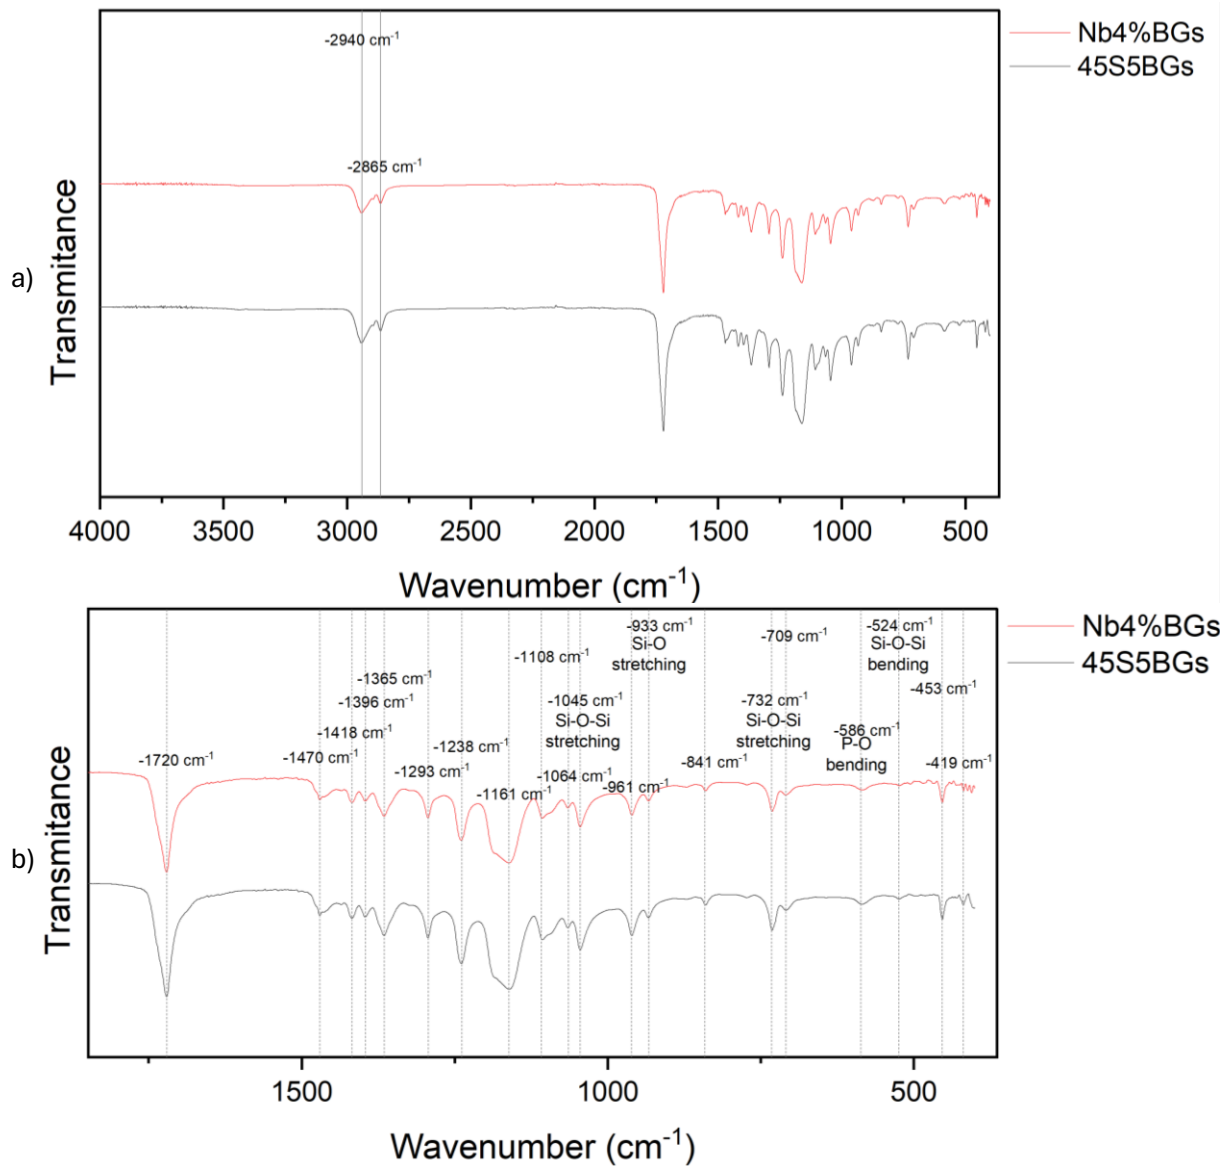 -2940 cm-1
-2865 cm-1
Nb4%BGs
45S5BGs
a)
Transmitance
4000 3500 3000 2500 2000 1500 1000 500
Wavenumber (cm-1)
-933 cm-1
Si-O
stretching
-709 cm-1
-524 cm-1
Si-O-Si
bending
Nb4%BGs
45S5BGs
-1108 cm-1
-1365 cm-1
-1396 cm-1
-1045 cm-1
Si-O-Si
stretching
-732 cm-1
Si-O-Si
stretching
-453 cm-1
-1418 cm-1
-586 cm-1
P-O
bending
-1720 cm-1
-1470 cm-1
-1238 cm-1
-1293 cm-1
-1064 cm-1
-841 cm-1
-419 cm-1
-1161 cm-1
-961 cm-1
b)
Transmitance
1500 1000 500
Wavenumber (cm-1)